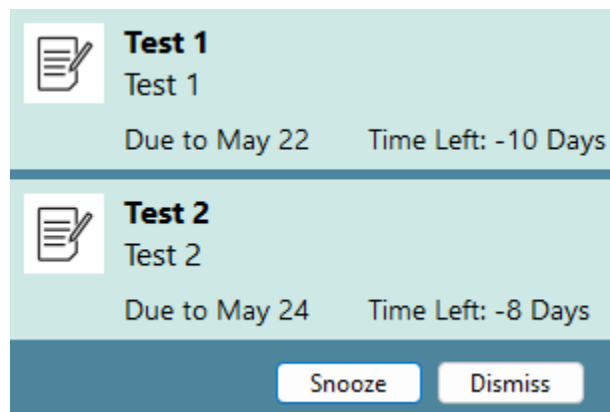 Test 1
Test 1
Due to May 22 Time Left: -10 Days
Test 2
Test 2
Due to May 24 Time Left: -8 Days
Snooze Dismiss